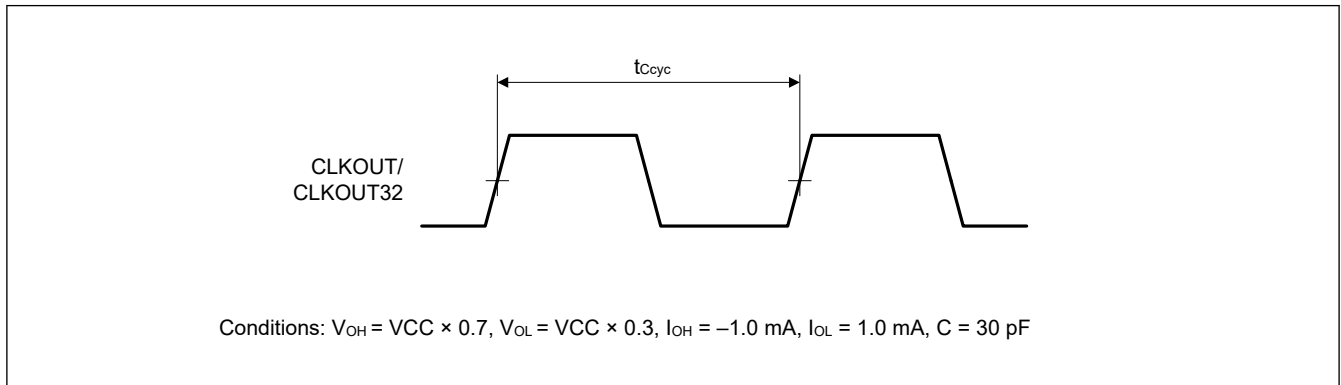 tCcyc
CLKOUT/
CLKOUT32
Conditions: VOH = VCC × 0.7, VOL = VCC × 0.3, IOH = –1.0 mA, IOL = 1.0 mA, C = 30 pF